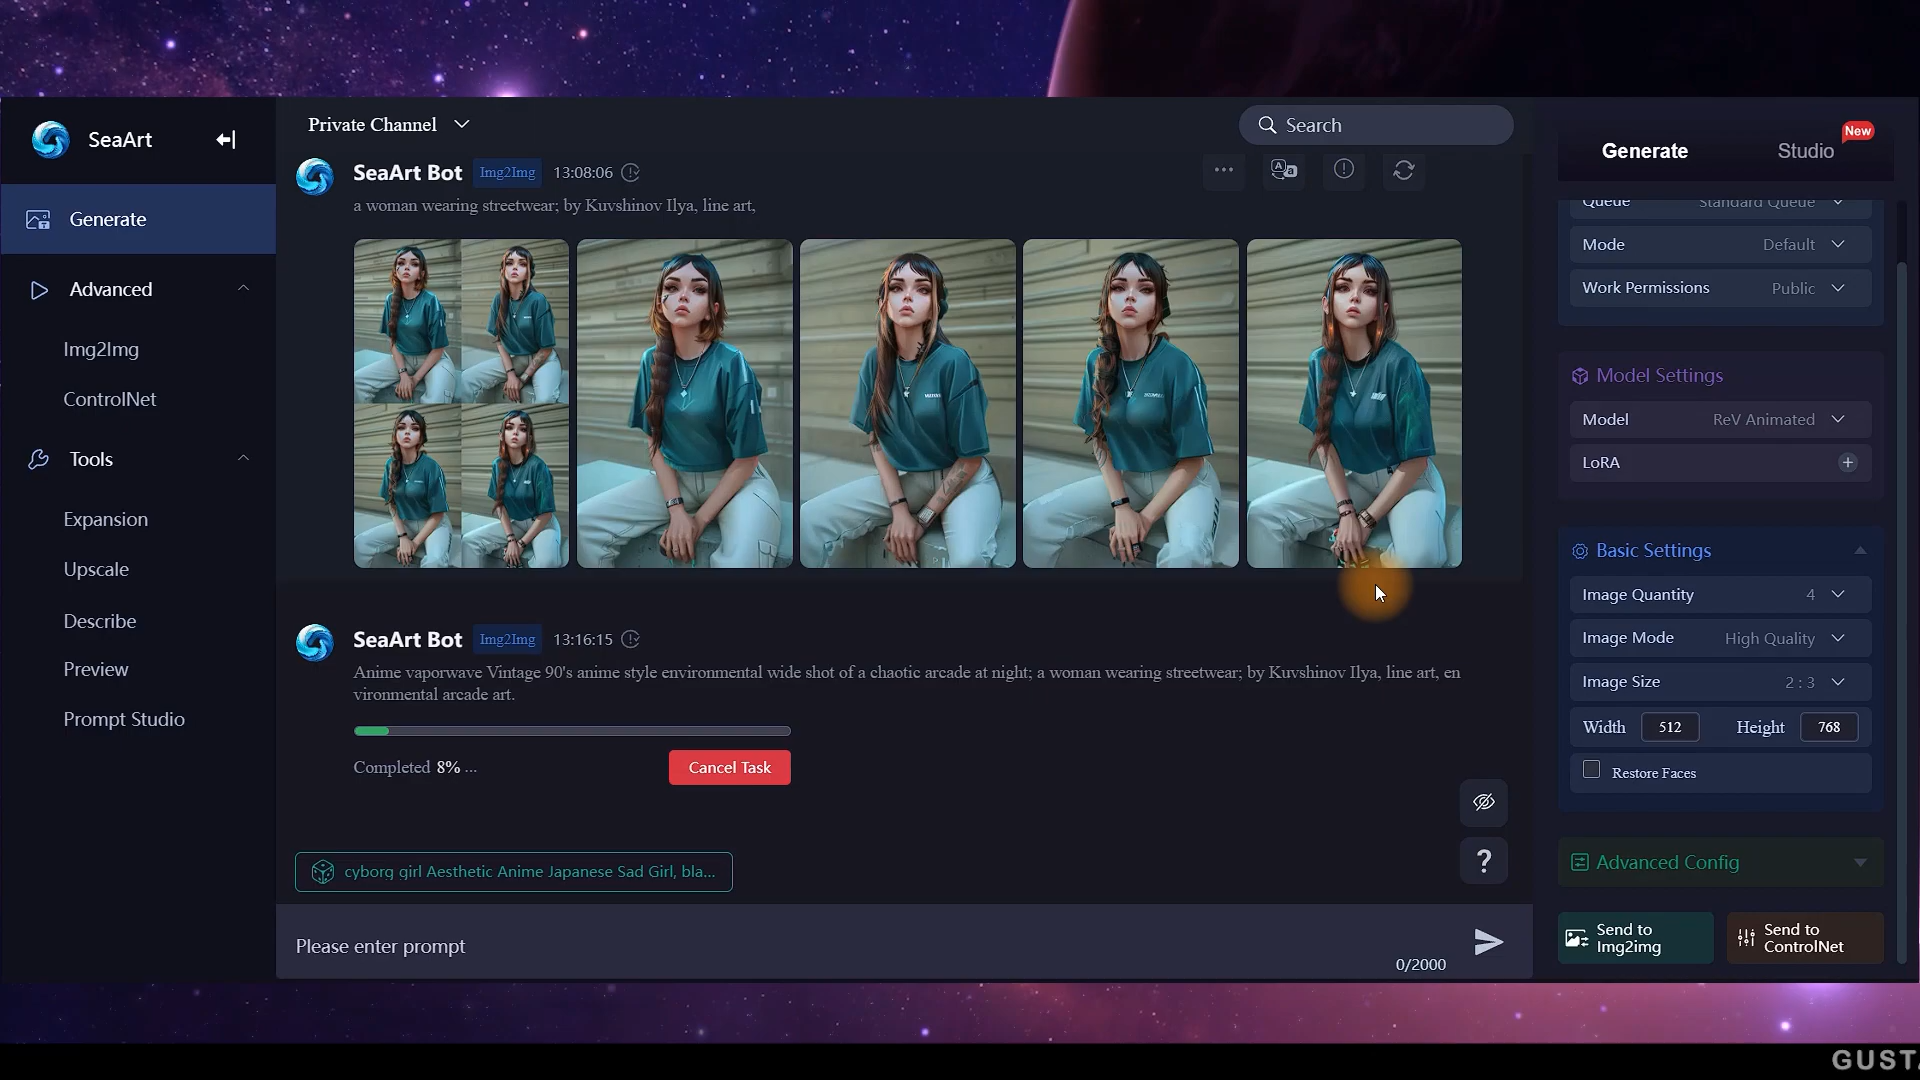 SeaArt
Generate
Advanced
Img2Img
ControlNet
Tools
Expansion
Upscale
Describe
Preview
Prompt Studio
Private Channel
Search
SeaArt Bot Img2Img 13:08:06
a woman wearing streetwear; by Kuvshinov Ilya, line art,
SeaArt Bot Img2Img 13:16:15
Anime vaporwave Vintage 90's anime style environmental wide shot of a chaotic arcade at night; a woman wearing streetwear; by Kuvshinov Ilya, line art, en
vironmental arcade art.
Completed 8% ...
Cancel Task
cyborg girl Aesthetic Anime Japanese Sad Girl, bla...
?
Please enter prompt
0/2000
Generate
Studio
New
Queue Standard Queue
Mode Default
Work Permissions Public
Model Settings
Model ReV Animated
LoRA
Basic Settings
Image Quantity 4
Image Mode High Quality
Image Size 2 : 3
Width 512 Height 768
Restore Faces
Advanced Config
Send to
Img2img
Send to
ControlNet
GUST